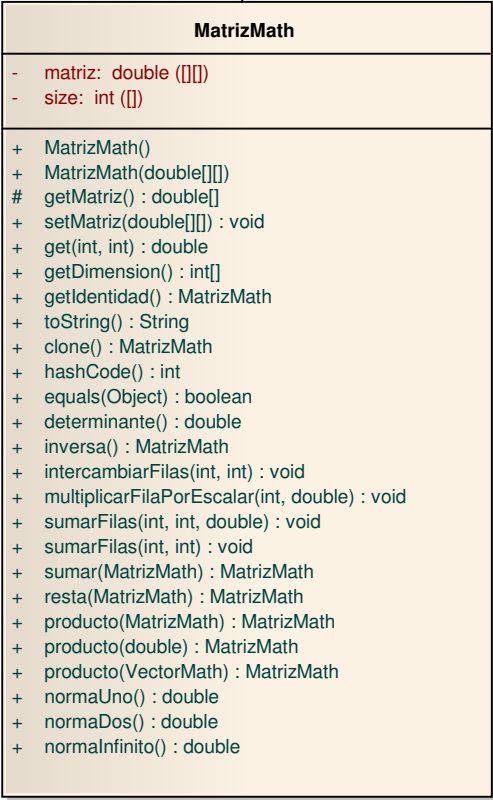 MatrizMath
- matriz: double ([][])
- size: int ([])
+ MatrizMath()
+ MatrizMath(double[][])
# getMatriz() : double[]
+ setMatriz(double[][]) : void
+ get(int, int) : double
+ getDimension() : int[]
+ getIdentidad() : MatrizMath
+ toString() : String
+ clone() : MatrizMath
+ hashCode() : int
+ equals(Object) : boolean
+ determinante() : double
+ inversa() : MatrizMath
+ intercambiarFilas(int, int) : void
+ multiplicarFilaPorEscalar(int, double) : void
+ sumarFilas(int, int, double) : void
+ sumarFilas(int, int) : void
+ sumar(MatrizMath) : MatrizMath
+ resta(MatrizMath) : MatrizMath
+ producto(MatrizMath) : MatrizMath
+ producto(double) : MatrizMath
+ producto(VectorMath) : MatrizMath
+ normaUno() : double
+ normaDos() : double
+ normaInfinito() : double